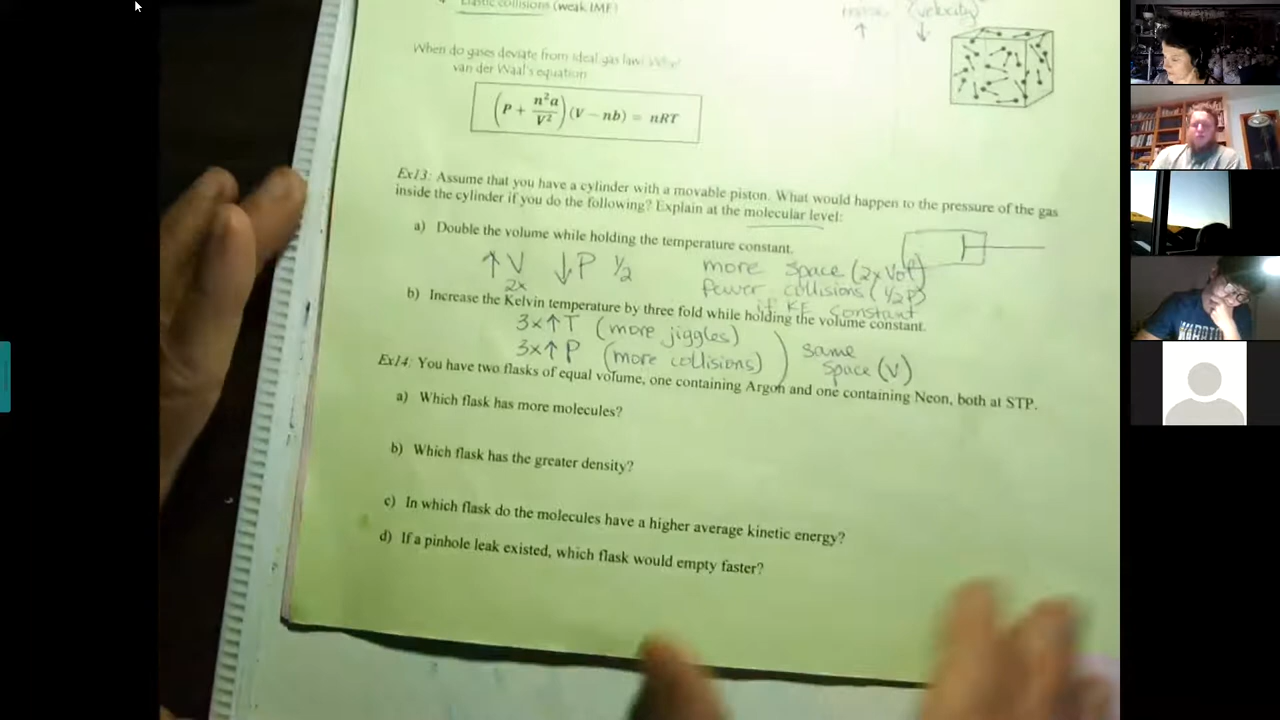 Elastic collisions (weak IMF)
(velocity)
↑ ↓
When do gases deviate from ideal gas law? Why?
van der Waal's equation
(P + n²a/V²)(V − nb) = nRT
Ex13: Assume that you have a cylinder with a movable piston. What would happen to the pressure of the gas
inside the cylinder if you do the following? Explain at the molecular level:
a) Double the volume while holding the temperature constant.
↑V ↓P ½
2x
more space (2x Vol)
fewer collisions (½P)
if KE constant
b) Increase the Kelvin temperature by three fold while holding the volume constant.
3x↑T (more jiggles)
3x↑P (more collisions)
same
space (V)
Ex14: You have two flasks of equal volume, one containing Argon and one containing Neon, both at STP.
a) Which flask has more molecules?
b) Which flask has the greater density?
c) In which flask do the molecules have a higher average kinetic energy?
d) If a pinhole leak existed, which flask would empty faster?